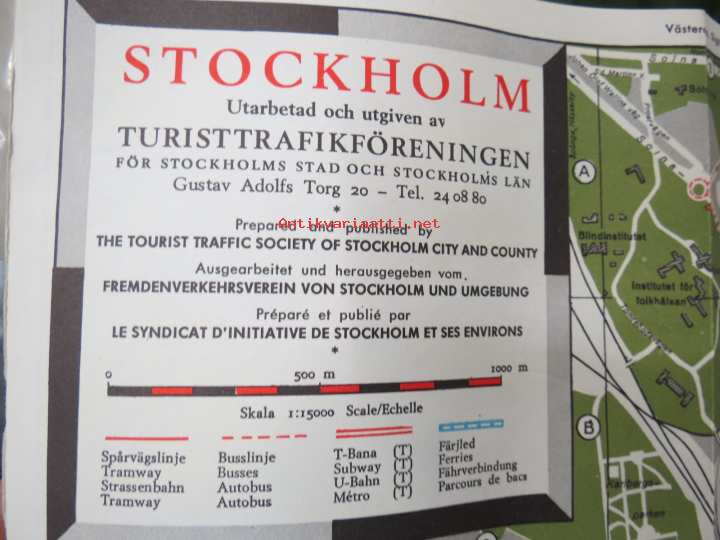 STOCKHOLM
Utarbetad och utgiven av
TURISTTRAFIKFÖRENINGEN
FÖR STOCKHOLMS STAD OCH STOCKHOLMS LÄN
Gustav Adolfs Torg 20 – Tel. 24 08 80
*
Prepared and published by
Antikvariaatti.net
THE TOURIST TRAFFIC SOCIETY OF STOCKHOLM CITY AND COUNTY
Ausgearbeitet und herausgegeben vom
FREMDENVERKEHRSVEREIN VON STOCKHOLM UND UMGEBUNG
Préparé et publié par
LE SYNDICAT D'INITIATIVE DE STOCKHOLM ET SES ENVIRONS
*
0 500 m 1000 m
Skala 1:15000 Scale/Echelle
Spårvägslinje
Tramway
Strassenbahn
Tramway
Busslinje
Busses
Autobus
Autobus
T-Bana (T)
Subway (T)
U-Bahn (T)
Métro (T)
Färjled
Ferries
Fährverbindung
Parcours de bacs
Solna
A
Blindinstitutet
Institutet för
folkhälsan
B
Karlbergs-
parken